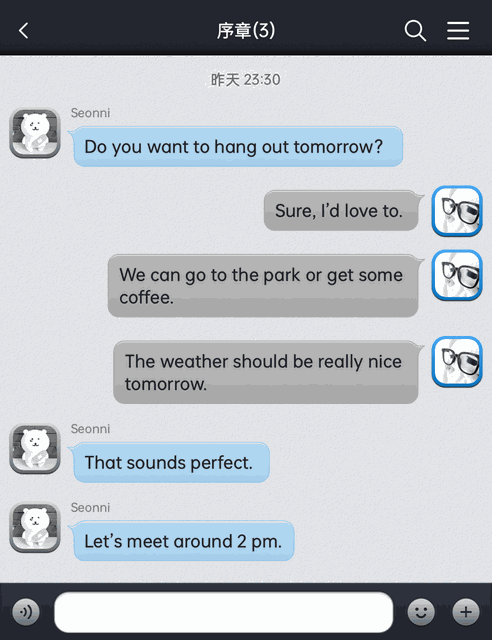 序章(3)
昨天 23:30
Seonni
Do you want to hang out tomorrow?
Sure, I'd love to.
We can go to the park or get some
coffee.
The weather should be really nice
tomorrow.
Seonni
That sounds perfect.
Seonni
Let's meet around 2 pm.